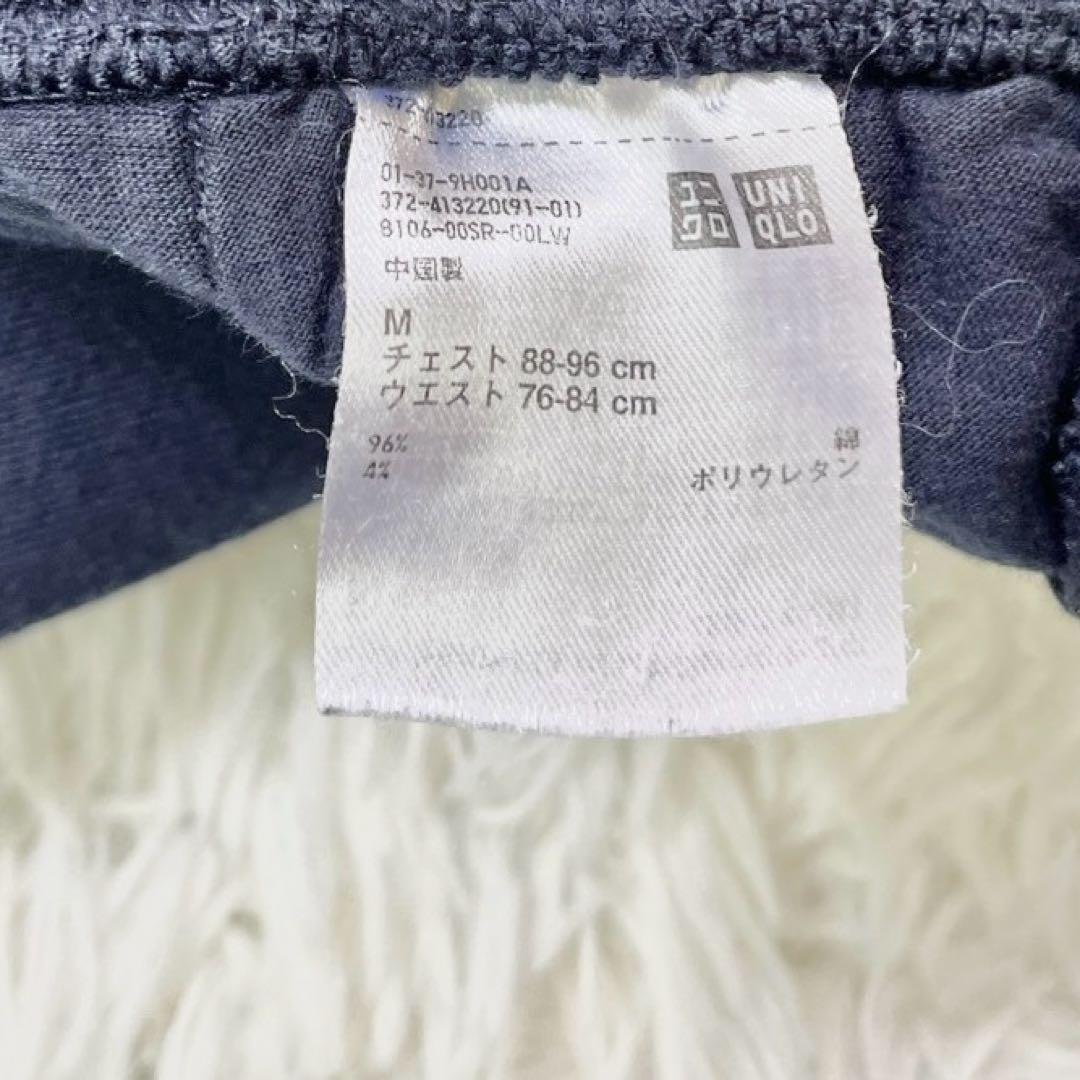 372-413220
01-37-9H001A
372-413220(91-01)
8106-00SR-00LW
ユニ
クロ
UNI
QLO
中国製
M
チェスト 88-96 cm
ウエスト 76-84 cm
96% 綿
4% ポリウレタン